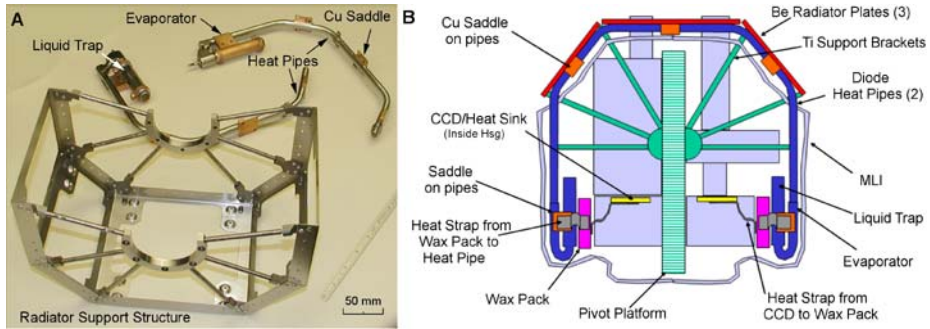 A
Evaporator
Cu Saddle
Liquid Trap
Heat Pipes
50 mm
Radiator Support Structure
B
Cu Saddle
on pipes
Be Radiator Plates (3)
Ti Support Brackets
Diode
Heat Pipes (2)
CCD/Heat Sink
(Inside Hsg)
MLI
Saddle
on pipes
Liquid Trap
Heat Strap from
Wax Pack to
Heat Pipe
Evaporator
Wax Pack
Pivot Platform
Heat Strap from
CCD to Wax Pack